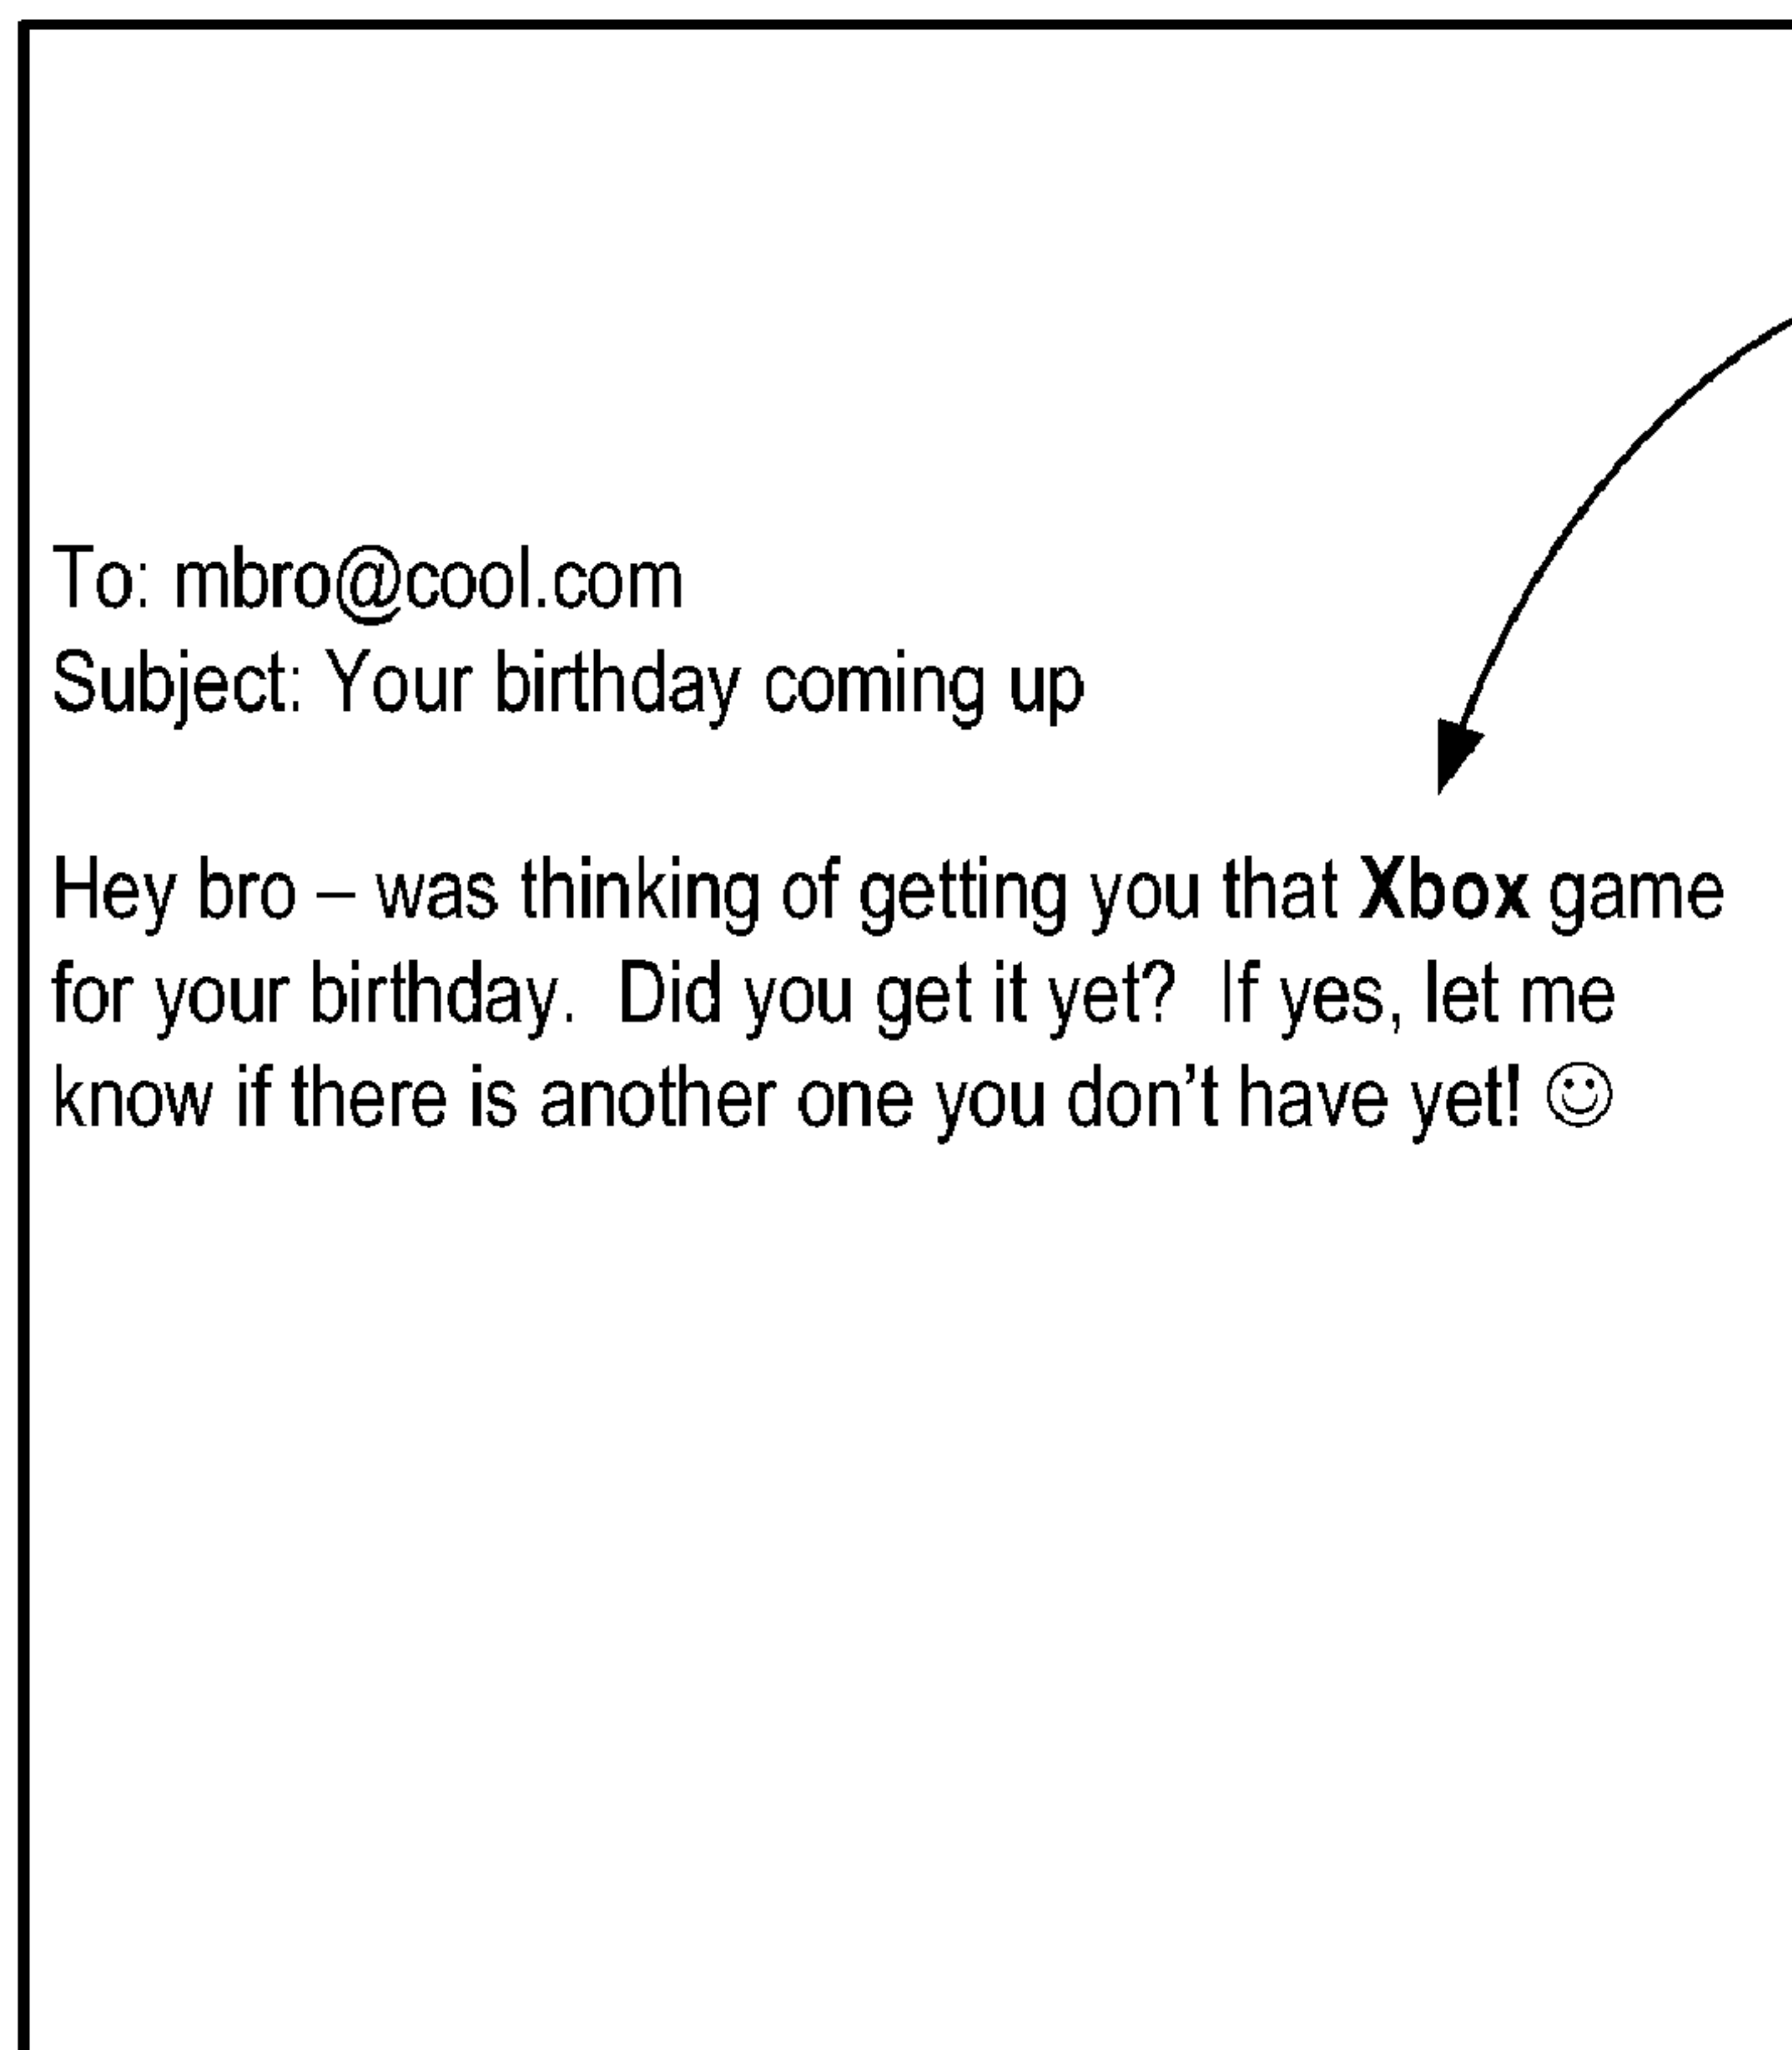 To: mbro@cool.com
Subject: Your birthday coming up
Hey bro – was thinking of getting you that Xbox game
for your birthday.  Did you get it yet?  If yes, let me
know if there is another one you don’t have yet! ☺